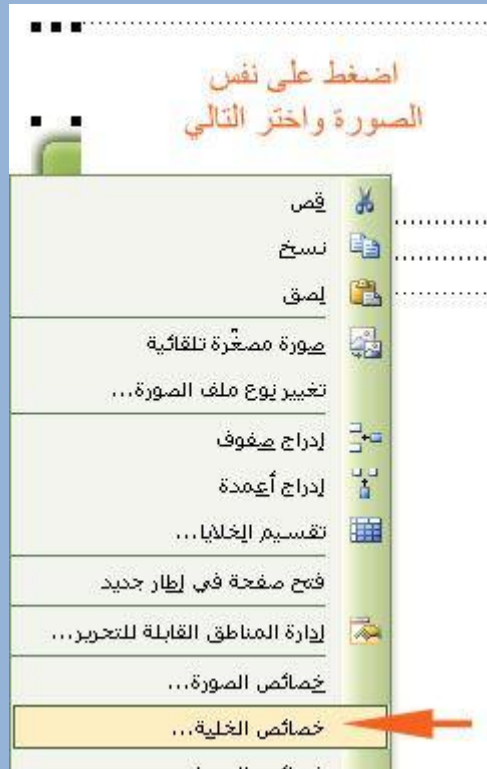 اضغط على نفس
الصورة واختر التالي
قص
نسخ
لصق
صورة مصغّرة تلقائية
تغيير نوع ملف الصورة...
إدراج صفوف
إدراج أعمدة
تقسيم الخلايا...
فتح صفحة في إطار جديد
إدارة المناطق القابلة للتحرير...
خصائص الصورة...
خصائص الخلية...